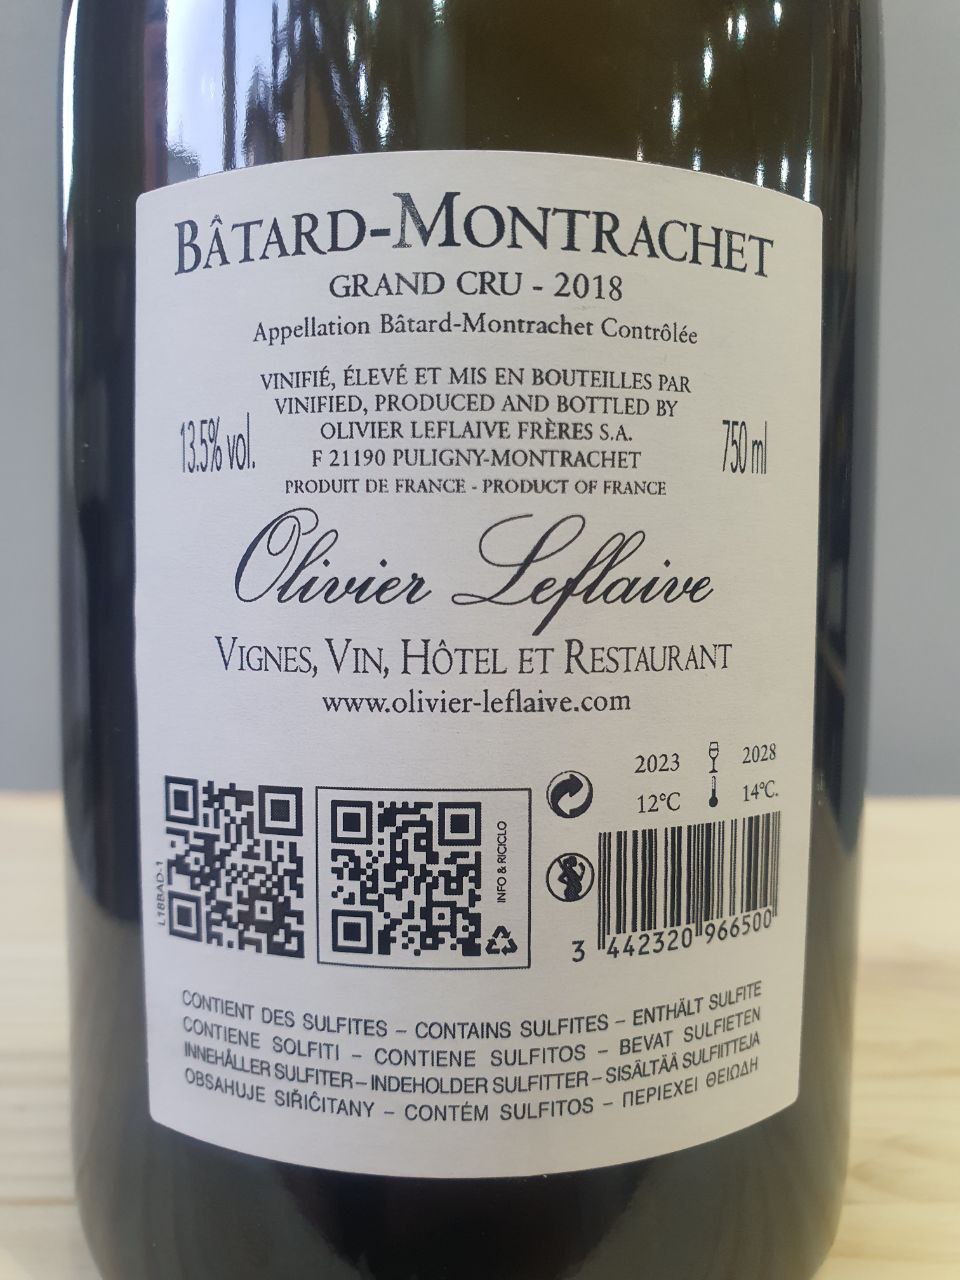 BÂTARD-MONTRACHET
GRAND CRU - 2018
Appellation Bâtard-Montrachet Contrôlée
VINIFIÉ, ÉLEVÉ ET MIS EN BOUTEILLES PAR
VINIFIED, PRODUCED AND BOTTLED BY
OLIVIER LEFLAIVE FRÈRES S.A.
F 21190 PULIGNY-MONTRACHET
PRODUIT DE FRANCE - PRODUCT OF FRANCE
13.5% vol.
750 ml
Olivier Leflaive
VIGNES, VIN, HÔTEL ET RESTAURANT
www.olivier-leflaive.com
2023 2028
12°C 14°C.
L18BAD-1
INFO & RICICLO
3 442320 966500
CONTIENT DES SULFITES – CONTAINS SULFITES – ENTHÄLT SULFITE
CONTIENE SOLFITI – CONTIENE SULFITOS – BEVAT SULFIETEN
INNEHÅLLER SULFITER – INDEHOLDER SULFITTER – SISÄLTÄÄ SULFIITTEJA
OBSAHUJE SIŘIČITANY – CONTÉM SULFITOS – ΠΕΡΙΕΧΕΙ ΘΕΙΩΔΗ